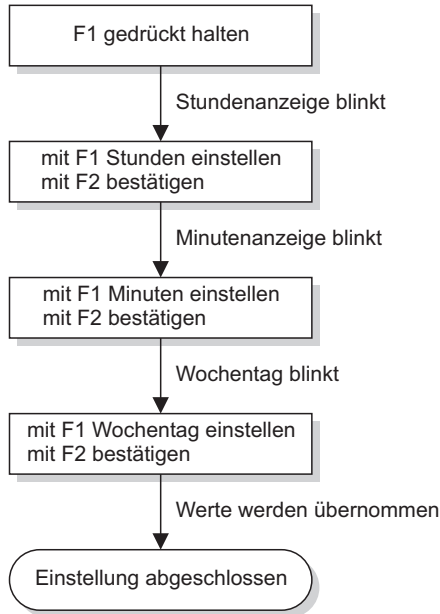 F1 gedrückt halten
Stundenanzeige blinkt
mit F1 Stunden einstellen
mit F2 bestätigen
Minutenanzeige blinkt
mit F1 Minuten einstellen
mit F2 bestätigen
Wochentag blinkt
mit F1 Wochentag einstellen
mit F2 bestätigen
Werte werden übernommen
Einstellung abgeschlossen